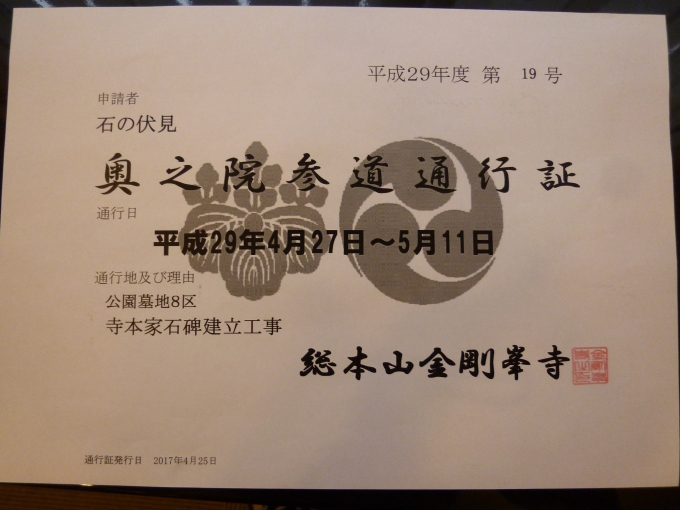 平成29年度 第 19 号
申請者
石の伏見
奥之院参道通行証
通行日
平成29年4月27日～5月11日
通行地及び理由
公園墓地8区
寺本家石碑建立工事
総本山金剛峯寺
通行証発行日 2017年4月25日